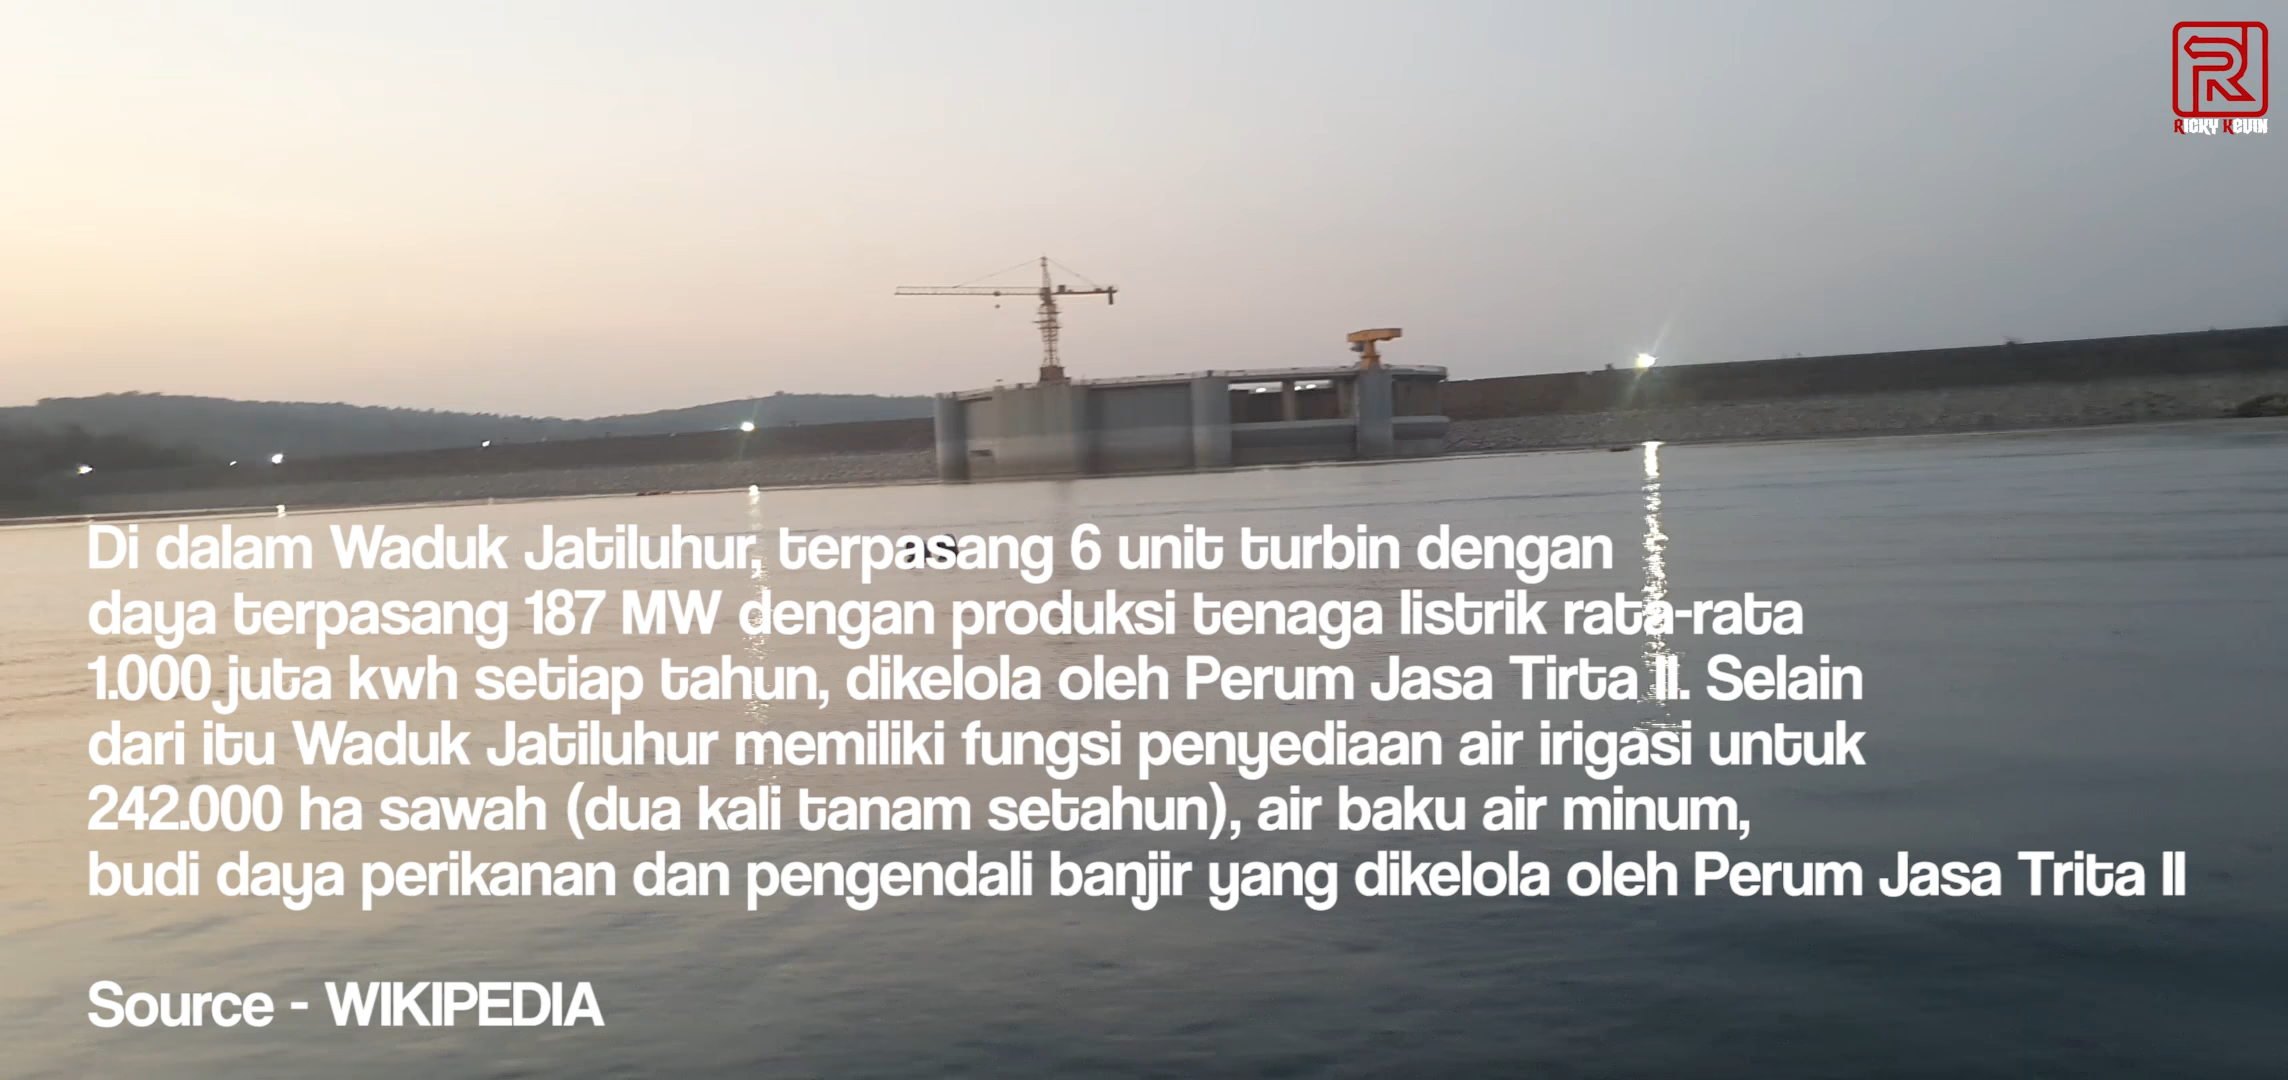 RICKY KEVIN
Di dalam Waduk Jatiluhur, terpasang 6 unit turbin dengan
daya terpasang 187 MW dengan produksi tenaga listrik rata-rata
1.000 juta kwh setiap tahun, dikelola oleh Perum Jasa Tirta II. Selain
dari itu Waduk Jatiluhur memiliki fungsi penyediaan air irigasi untuk
242.000 ha sawah (dua kali tanam setahun), air baku air minum,
budi daya perikanan dan pengendali banjir yang dikelola oleh Perum Jasa Trita II
Source - WIKIPEDIA